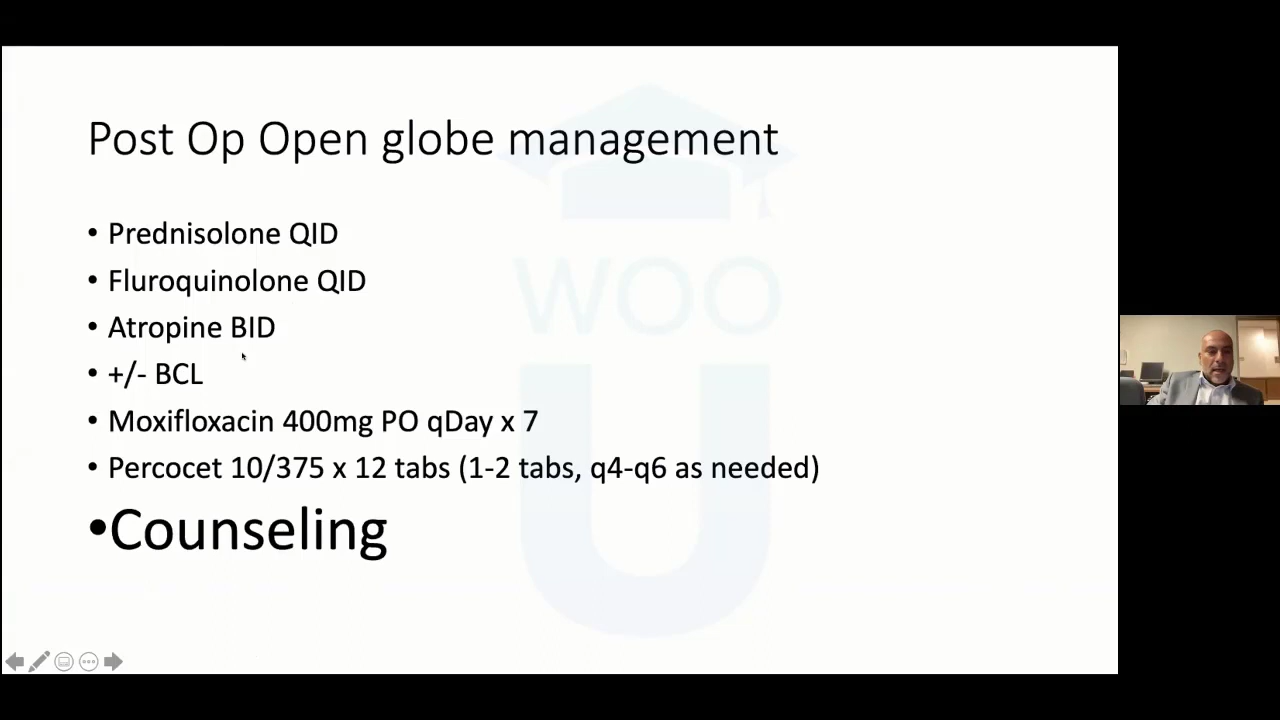 Post Op Open globe management
• Prednisolone QID
• Fluroquinolone QID
• Atropine BID
• +/- BCL
• Moxifloxacin 400mg PO qDay x 7
• Percocet 10/375 x 12 tabs (1-2 tabs, q4-q6 as needed)
•Counseling
WOO
U